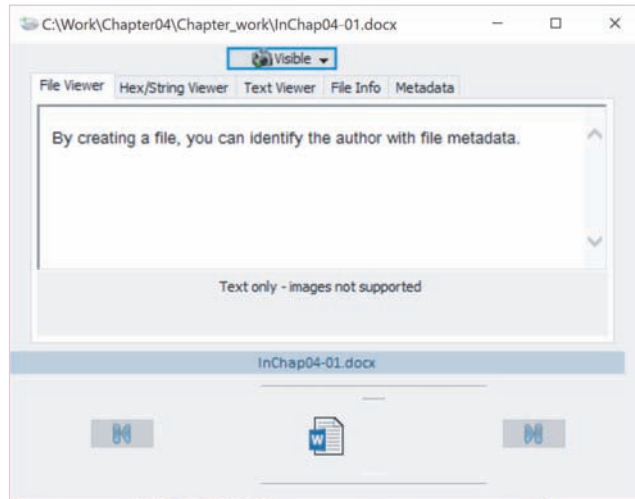 C:\Work\Chapter04\Chapter_work\InChap04-01.docx
Visible
File Viewer Hex/String Viewer Text Viewer File Info Metadata
By creating a file, you can identify the author with file metadata.
Text only - images not supported
InChap04-01.docx
W